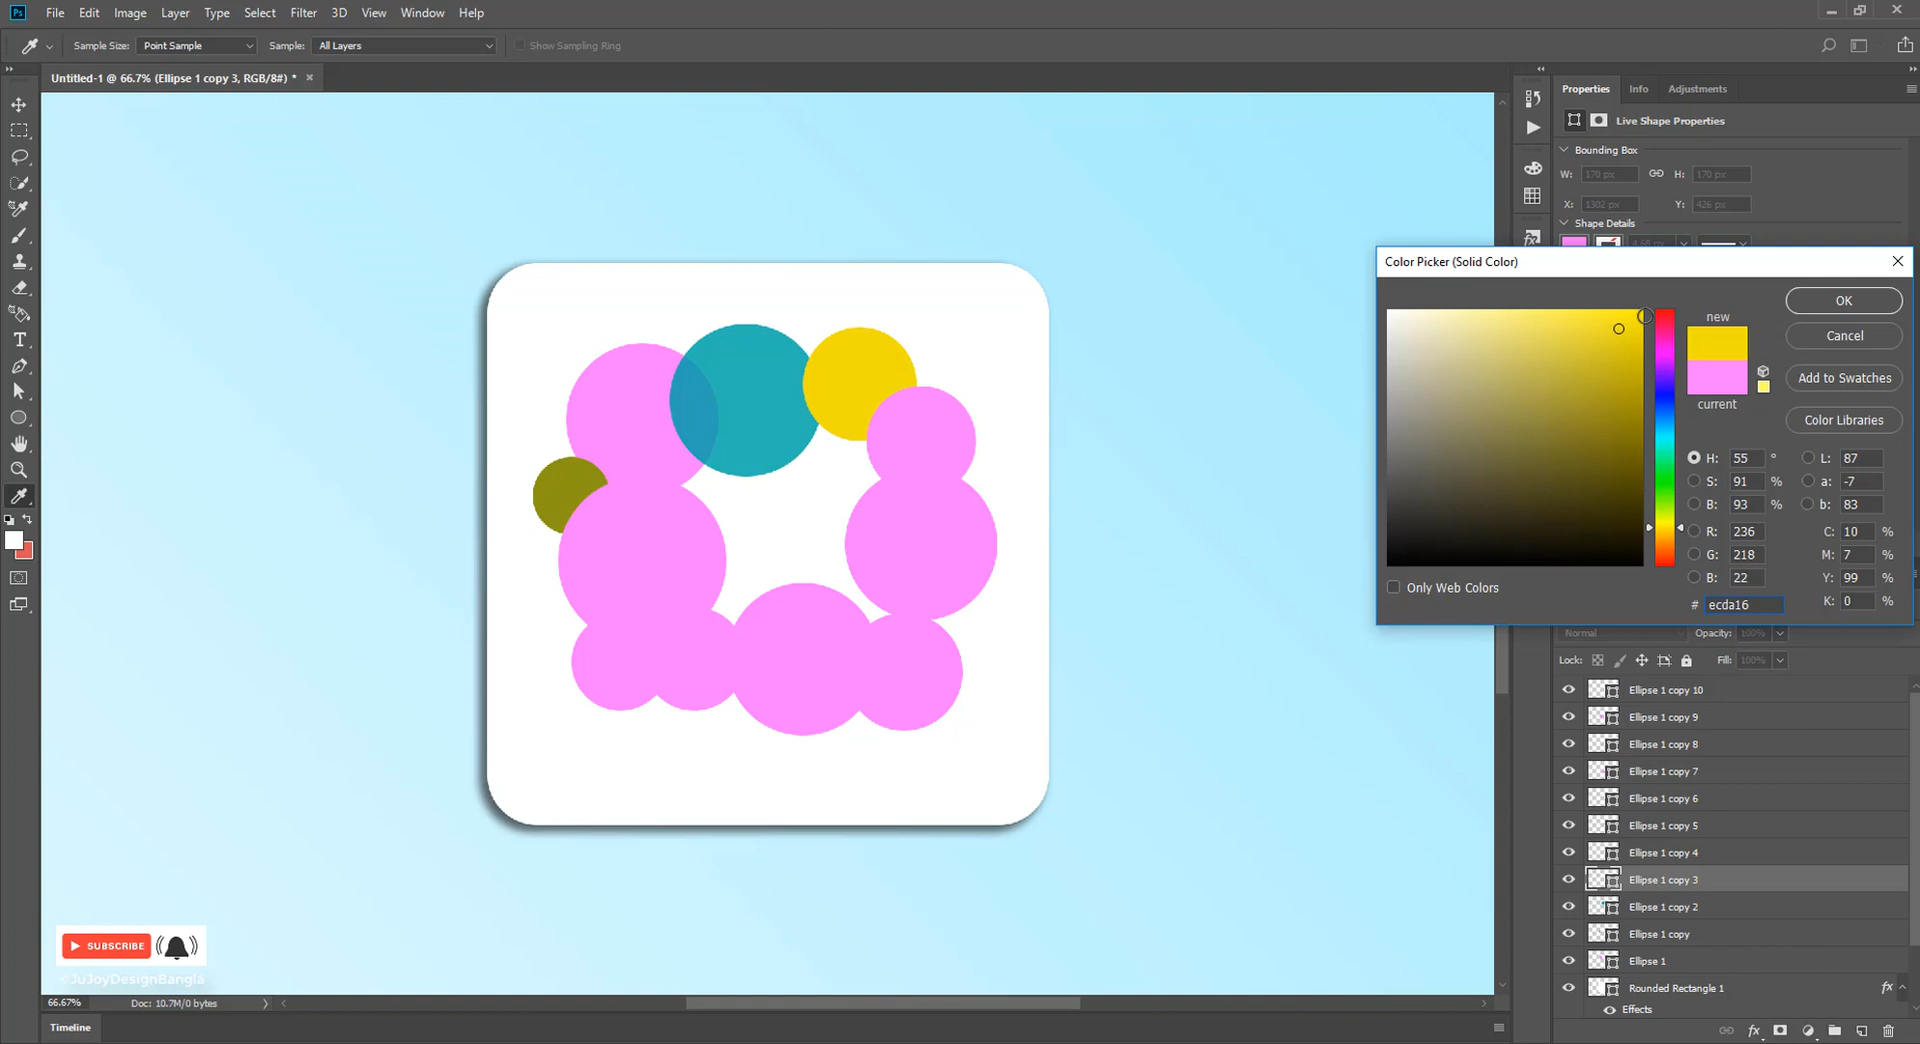 Ps File Edit Image Layer Type Select Filter 3D View Window Help
Sample Size: Point Sample Sample: All Layers Show Sampling Ring
Untitled-1 @ 66.7% (Ellipse 1 copy 3, RGB/8#) *
Properties Info Adjustments
Live Shape Properties
Bounding Box
W: 170 px H: 170 px
X: 1302 px Y: 426 px
Shape Details
4.68 px
Color Picker (Solid Color)
OK
new
Cancel
Add to Swatches
current
Color Libraries
H: 55 ° L: 87
S: 91 % a: -7
B: 93 % b: 83
R: 236 C: 10 %
G: 218 M: 7 %
B: 22 Y: 99 %
Only Web Colors
# ecda16 K: 0 %
Normal Opacity: 100%
Lock: Fill: 100%
Ellipse 1 copy 10
Ellipse 1 copy 9
Ellipse 1 copy 8
Ellipse 1 copy 7
Ellipse 1 copy 6
Ellipse 1 copy 5
Ellipse 1 copy 4
Ellipse 1 copy 3
Ellipse 1 copy 2
Ellipse 1 copy
Ellipse 1
Rounded Rectangle 1 fx
Effects
fx
SUBSCRIBE
©JuJoyDesignBangla
66.67% Doc: 10.7M/0 bytes
Timeline